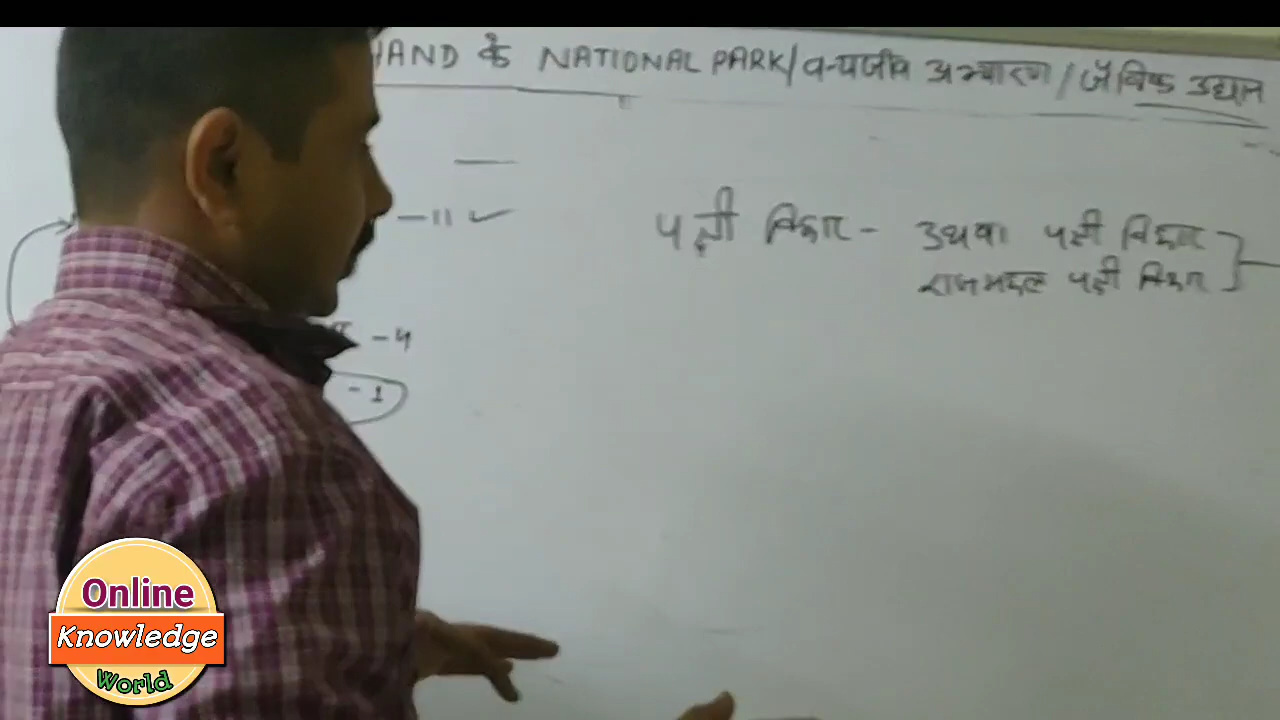 HAND के NATIONAL PARK/वन्यजीव अभ्यारण/जैविक उद्यान
-11 ✓
पक्षी विहार - उधवा पक्षी विहार
राजमहल पक्षी विहार
-4
-1
Online
Knowledge
World